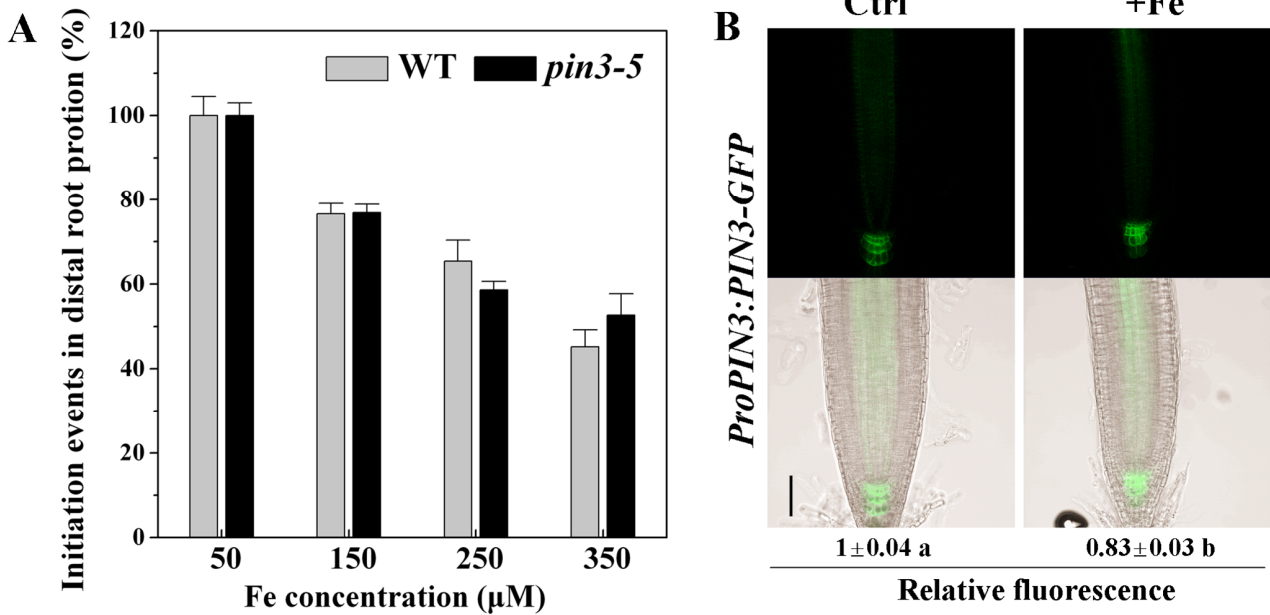 A
Initiation events in distal root protion (%)
120
100
80
60
40
20
0
WT
pin3-5
50 150 250 350
Fe concentration (µM)
B
Ctrl +Fe
ProPIN3:PIN3-GFP
1±0.04 a 0.83±0.03 b
Relative fluorescence